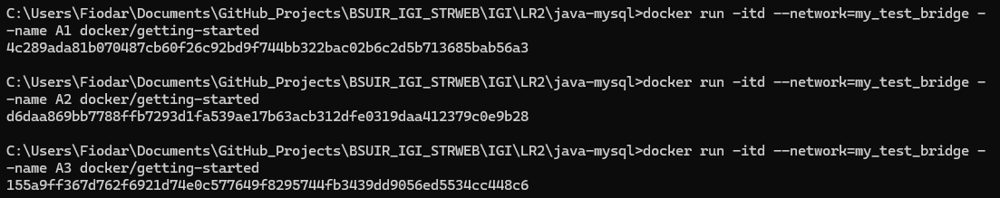 C:\Users\Fiodar\Documents\GitHub_Projects\BSUIR_IGI_STRWEB\IGI\LR2\java-mysql>docker run -itd --network=my_test_bridge -
-name A1 docker/getting-started
4c289ada81b070487cb60f26c92bd9f744bb322bac02b6c2d5b713685bab56a3
C:\Users\Fiodar\Documents\GitHub_Projects\BSUIR_IGI_STRWEB\IGI\LR2\java-mysql>docker run -itd --network=my_test_bridge -
-name A2 docker/getting-started
d6daa869bb7788ffb7293d1fa539ae17b63acb312dfe0319daa412379c0e9b28
C:\Users\Fiodar\Documents\GitHub_Projects\BSUIR_IGI_STRWEB\IGI\LR2\java-mysql>docker run -itd --network=my_test_bridge -
-name A3 docker/getting-started
155a9ff367d762f6921d74e0c577649f8295744fb3439dd9056ed5534cc448c6